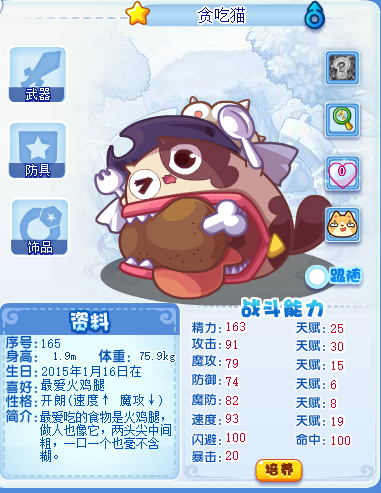 贪吃猫
武器
防具
饰品
?
跟随
资料
序号: 165
身高: 1.9m 体重: 75.9kg
生日: 2015年1月16日在
喜好: 最爱火鸡腿
性格: 开朗(速度↑ 魔攻↓)
简介: 最爱吃的食物是火鸡腿,
做人也像它,两头尖中间
粗,一口一个也毫不含
糊。
战斗能力
精力: 163 天赋: 25
攻击: 91 天赋: 30
魔攻: 79 天赋: 15
防御: 74 天赋: 6
魔防: 82 天赋: 8
速度: 93 天赋: 19
闪避: 100 命中: 100
暴击: 20
培养